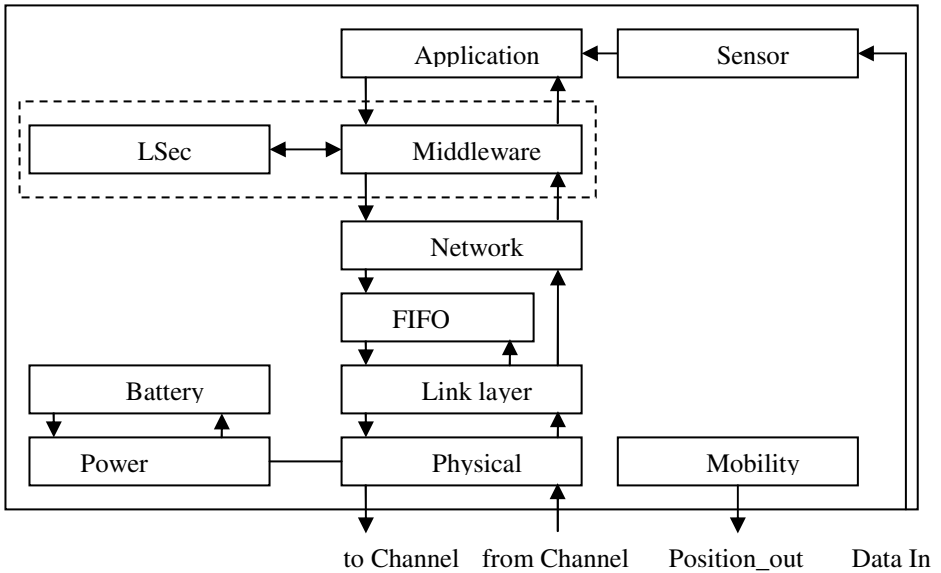 Application
Sensor
LSec
Middleware
Network
FIFO
Battery
Link layer
Power
Physical
Mobility
to Channel
from Channel
Position_out
Data In